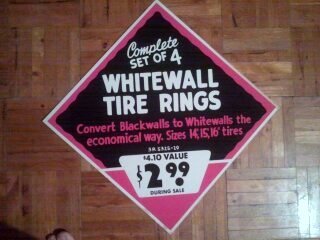 Complete
SET OF 4
WHITEWALL
TIRE RINGS
Convert Blackwalls to Whitewalls the
economical way. Sizes 14,15,16" tires
$4.10 VALUE
$2.99
DURING SALE